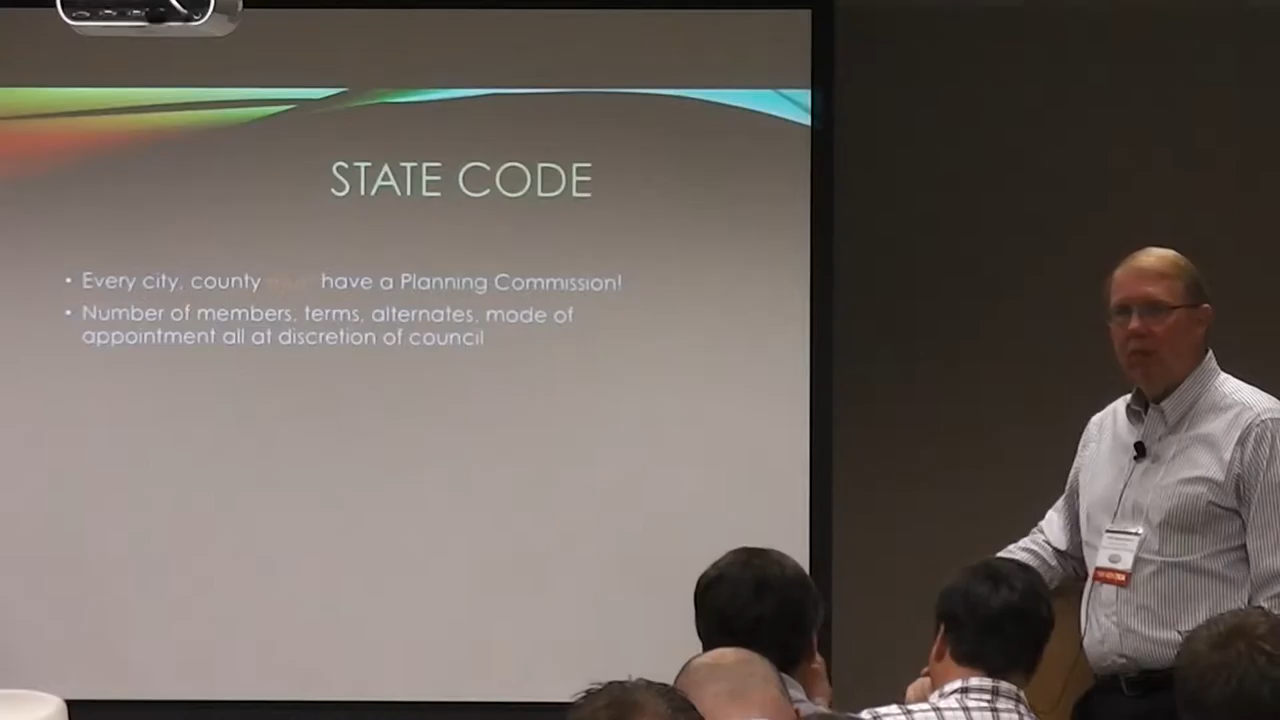 STATE CODE
• Every city, county have a Planning Commission!
• Number of members, terms, alternates, mode of
appointment all at discretion of council